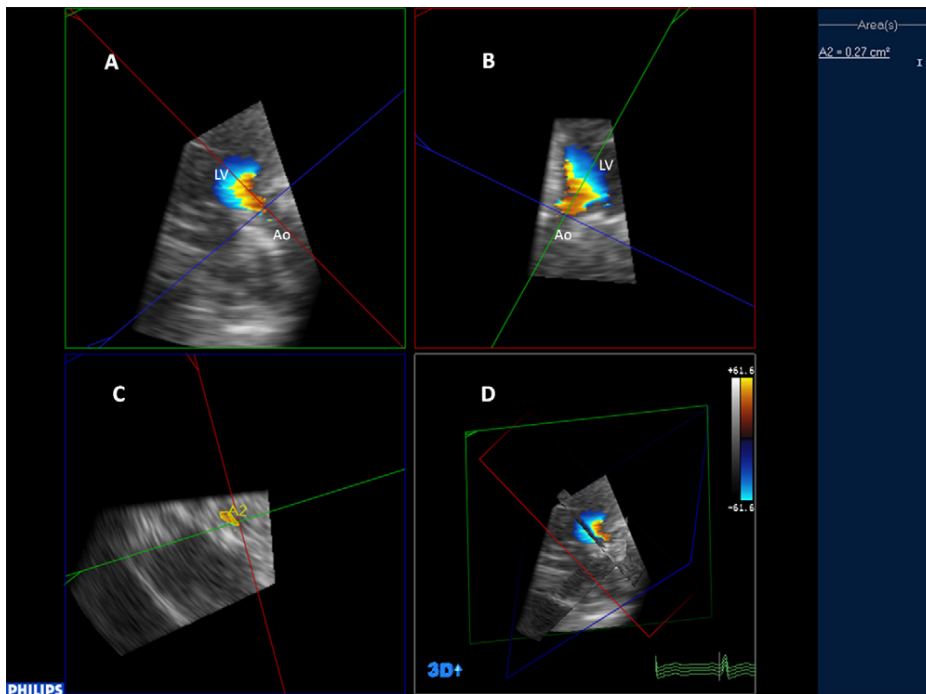 A
B
Area(s)
A2 = 0.27 cm²
I
LV
LV
Ao
Ao
C
D
+61.6
A2
-61.6
3D
PHILIPS